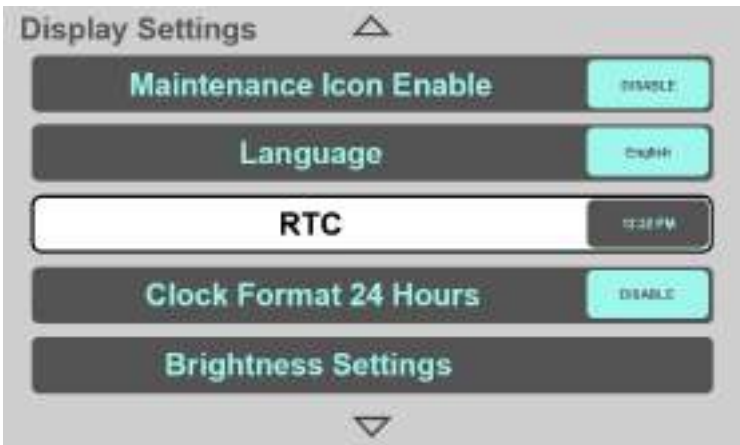 Display Settings
Maintenance Icon Enable
DISABLE
Language
English
RTC
Clock Format 24 Hours
DISABLE
Brightness Settings